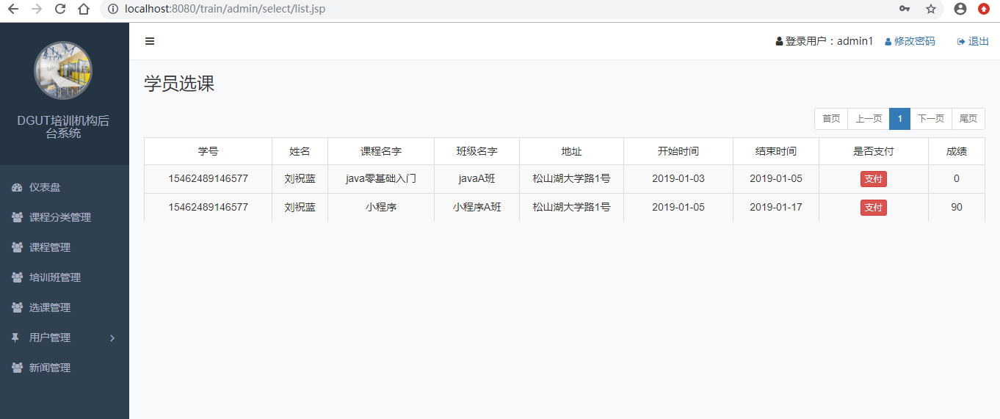 localhost:8080/train/admin/select/list.jsp
DGUT培训机构后
台系统
仪表盘
课程分类管理
课程管理
培训班管理
选课管理
用户管理
新闻管理
登录用户：admin1 修改密码 退出
学员选课
首页 上一页 1 下一页 尾页
学号 姓名 课程名字 班级名字 地址 开始时间 结束时间 是否支付 成绩
15462489146577 刘祝蓝 java零基础入门 javaA班 松山湖大学路1号 2019-01-03 2019-01-05 支付 0
15462489146577 刘祝蓝 小程序 小程序A班 松山湖大学路1号 2019-01-05 2019-01-17 支付 90